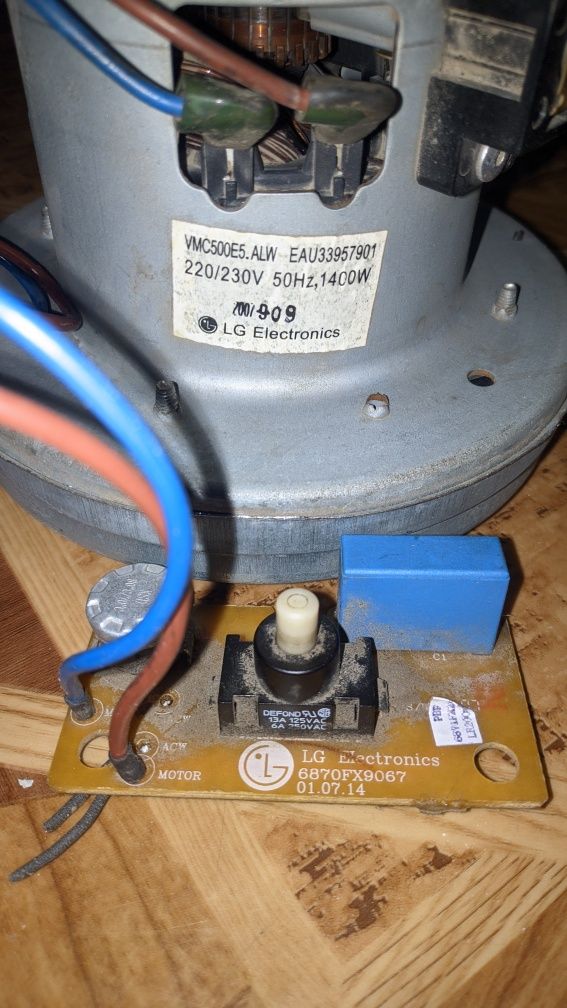 VMC500E5.ALW EAU33957901
220/230V 50Hz,1400W
909
LG Electronics
C1
DEFOND
13A 125VAC
6A 250VAC
ACW
MOTOR
LG Electronics
6870FX9067
01.07.14